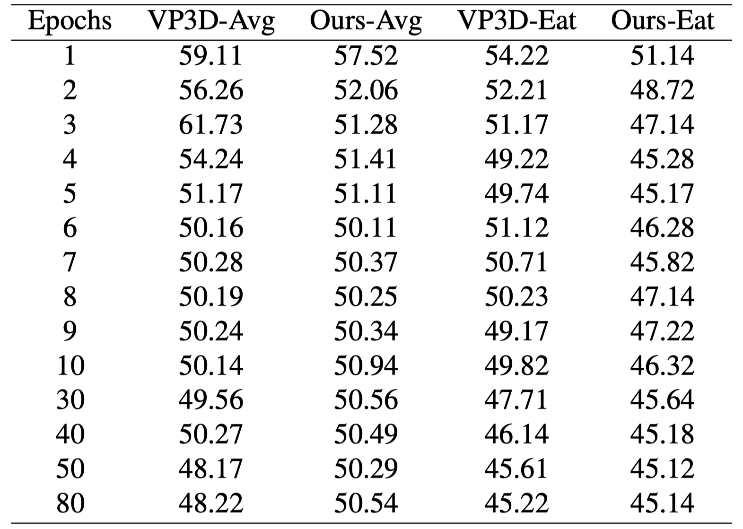 Epochs VP3D-Avg Ours-Avg VP3D-Eat Ours-Eat
1 59.11 57.52 54.22 51.14
2 56.26 52.06 52.21 48.72
3 61.73 51.28 51.17 47.14
4 54.24 51.41 49.22 45.28
5 51.17 51.11 49.74 45.17
6 50.16 50.11 51.12 46.28
7 50.28 50.37 50.71 45.82
8 50.19 50.25 50.23 47.14
9 50.24 50.34 49.17 47.22
10 50.14 50.94 49.82 46.32
30 49.56 50.56 47.71 45.64
40 50.27 50.49 46.14 45.18
50 48.17 50.29 45.61 45.12
80 48.22 50.54 45.22 45.14